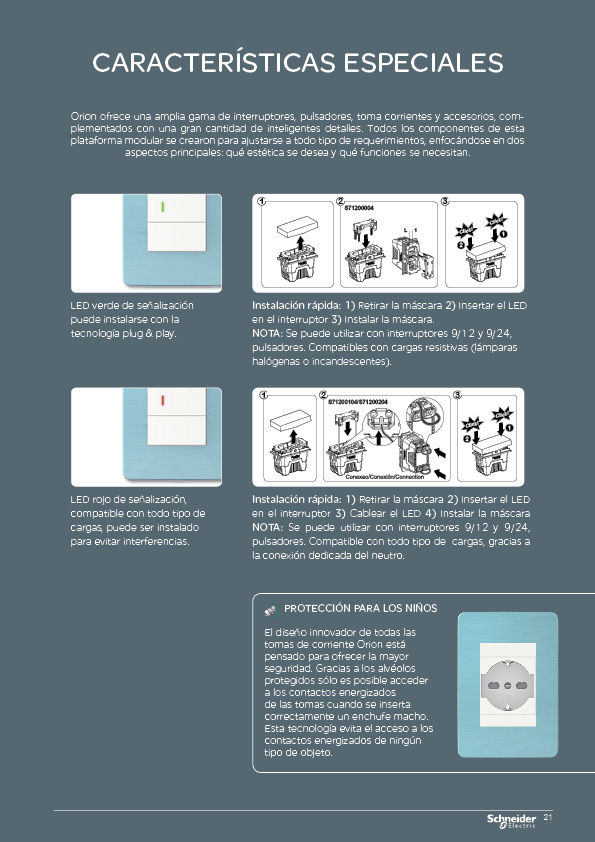 CARACTERÍSTICAS ESPECIALES
Orion ofrece una amplia gama de interruptores, pulsadores, toma corrientes y accesorios, com-
plementados con una gran cantidad de inteligentes detalles. Todos los componentes de esta
plataforma modular se crearon para ajustarse a todo tipo de requerimientos, enfocándose en dos
aspectos principales: qué estética se desea y qué funciones se necesitan.
1 2 3
S71200004
L 1
CLICK! CLICK!
2 1
LED verde de señalización
puede instalarse con la
tecnología plug & play.
Instalación rápida: 1) Retirar la máscara 2) Insertar el LED
en el interruptor 3) Instalar la máscara.
NOTA: Se puede utilizar con interruptores 9/12 y 9/24,
pulsadores. Compatibles con cargas resistivas (lámparas
halógenas o incandescentes).
1 2 3
S71200104/S71200204
CLICK! CLICK!
2 1
Conexao/Conexión/Connection
LED rojo de señalización,
compatible con todo tipo de
cargas, puede ser instalado
para evitar interferencias.
Instalación rápida: 1) Retirar la máscara 2) Insertar el LED
en el interruptor 3) Cablear el LED 4) Instalar la máscara
NOTA: Se puede utilizar con interruptores 9/12 y 9/24,
pulsadores. Compatible con todo tipo de cargas, gracias a
la conexión dedicada del neutro.
PROTECCIÓN PARA LOS NIÑOS
El diseño innovador de todas las
tomas de corriente Orion está
pensado para ofrecer la mayor
seguridad. Gracias a los alvéolos
protegidos sólo es posible acceder
a los contactos energizados
de las tomas cuando se inserta
correctamente un enchufe macho.
Esta tecnología evita el acceso a los
contactos energizados de ningún
tipo de objeto.
Schneider
Electric
21